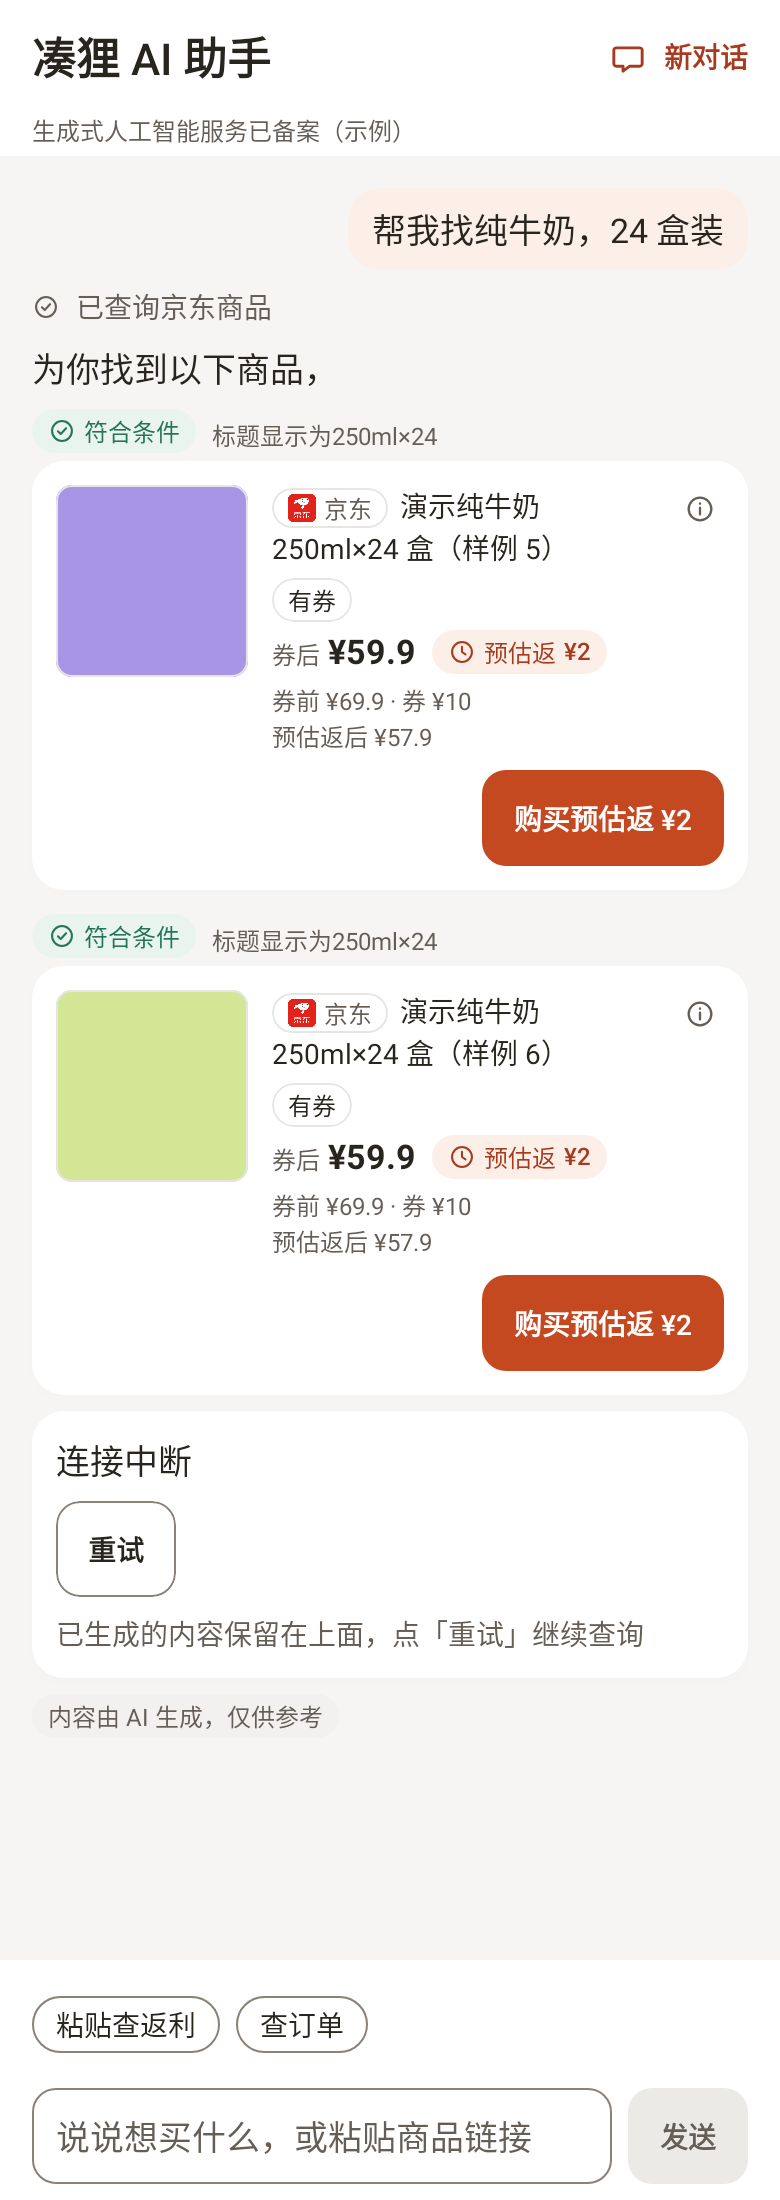 凑狸 AI 助手
新对话
生成式人工智能服务已备案（示例）
帮我找纯牛奶，24 盒装
已查询京东商品
为你找到以下商品，
符合条件 标题显示为250ml×24
京东 京东 演示纯牛奶
250ml×24 盒（样例 5）
有券
券后 ¥59.9 预估返 ¥2
券前 ¥69.9 · 券 ¥10
预估返后 ¥57.9
购买预估返 ¥2
符合条件 标题显示为250ml×24
京东 京东 演示纯牛奶
250ml×24 盒（样例 6）
有券
券后 ¥59.9 预估返 ¥2
券前 ¥69.9 · 券 ¥10
预估返后 ¥57.9
购买预估返 ¥2
连接中断
重试
已生成的内容保留在上面，点「重试」继续查询
内容由 AI 生成，仅供参考
粘贴查返利 查订单
说说想买什么，或粘贴商品链接
发送